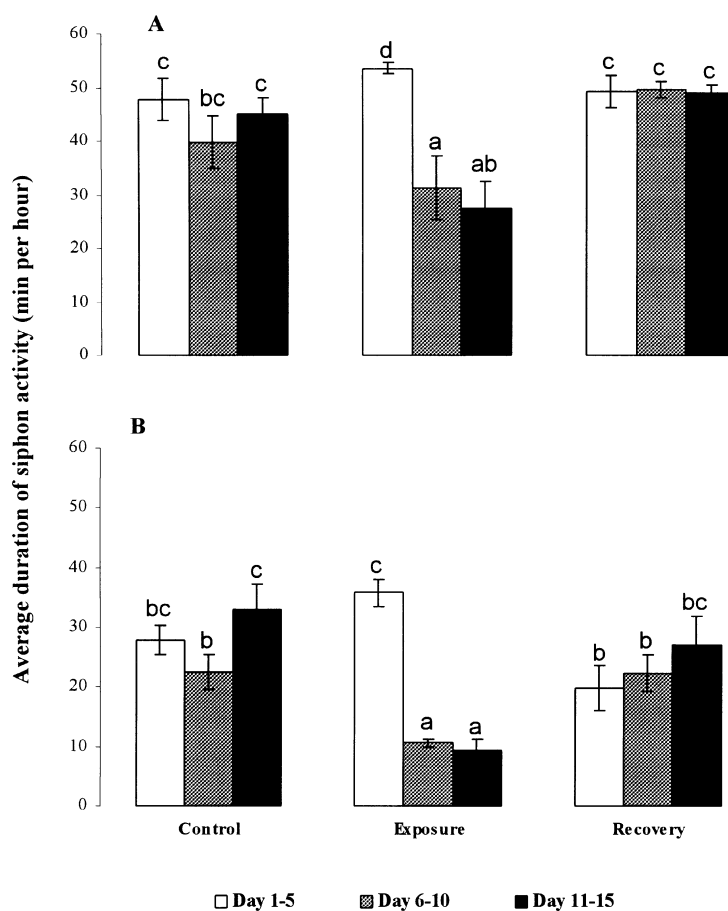 A
60
50
40
30
20
10
0
c
bc
c
d
a
ab
c
c
c
Average duration of siphon activity (min per hour)
B
60
50
40
30
20
10
0
bc
b
c
c
a
a
b
b
bc
Control
Exposure
Recovery
Day 1-5
Day 6-10
Day 11-15